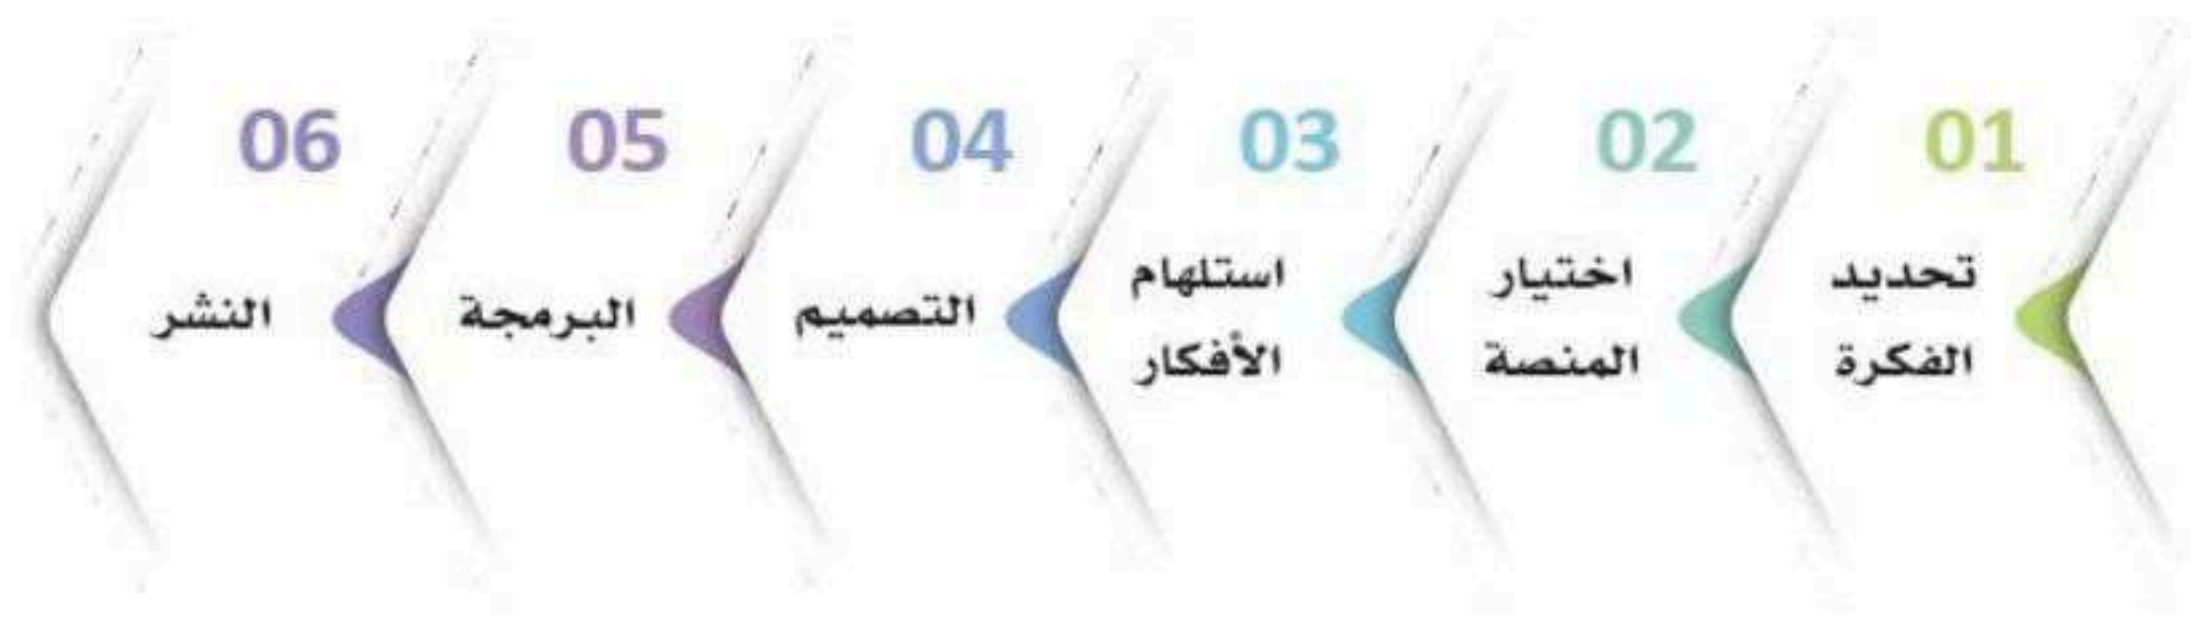 01
تحديد
الفكرة
02
اختيار
المنصة
03
استلهام
الأفكار
04
التصميم
05
البرمجة
06
النشر